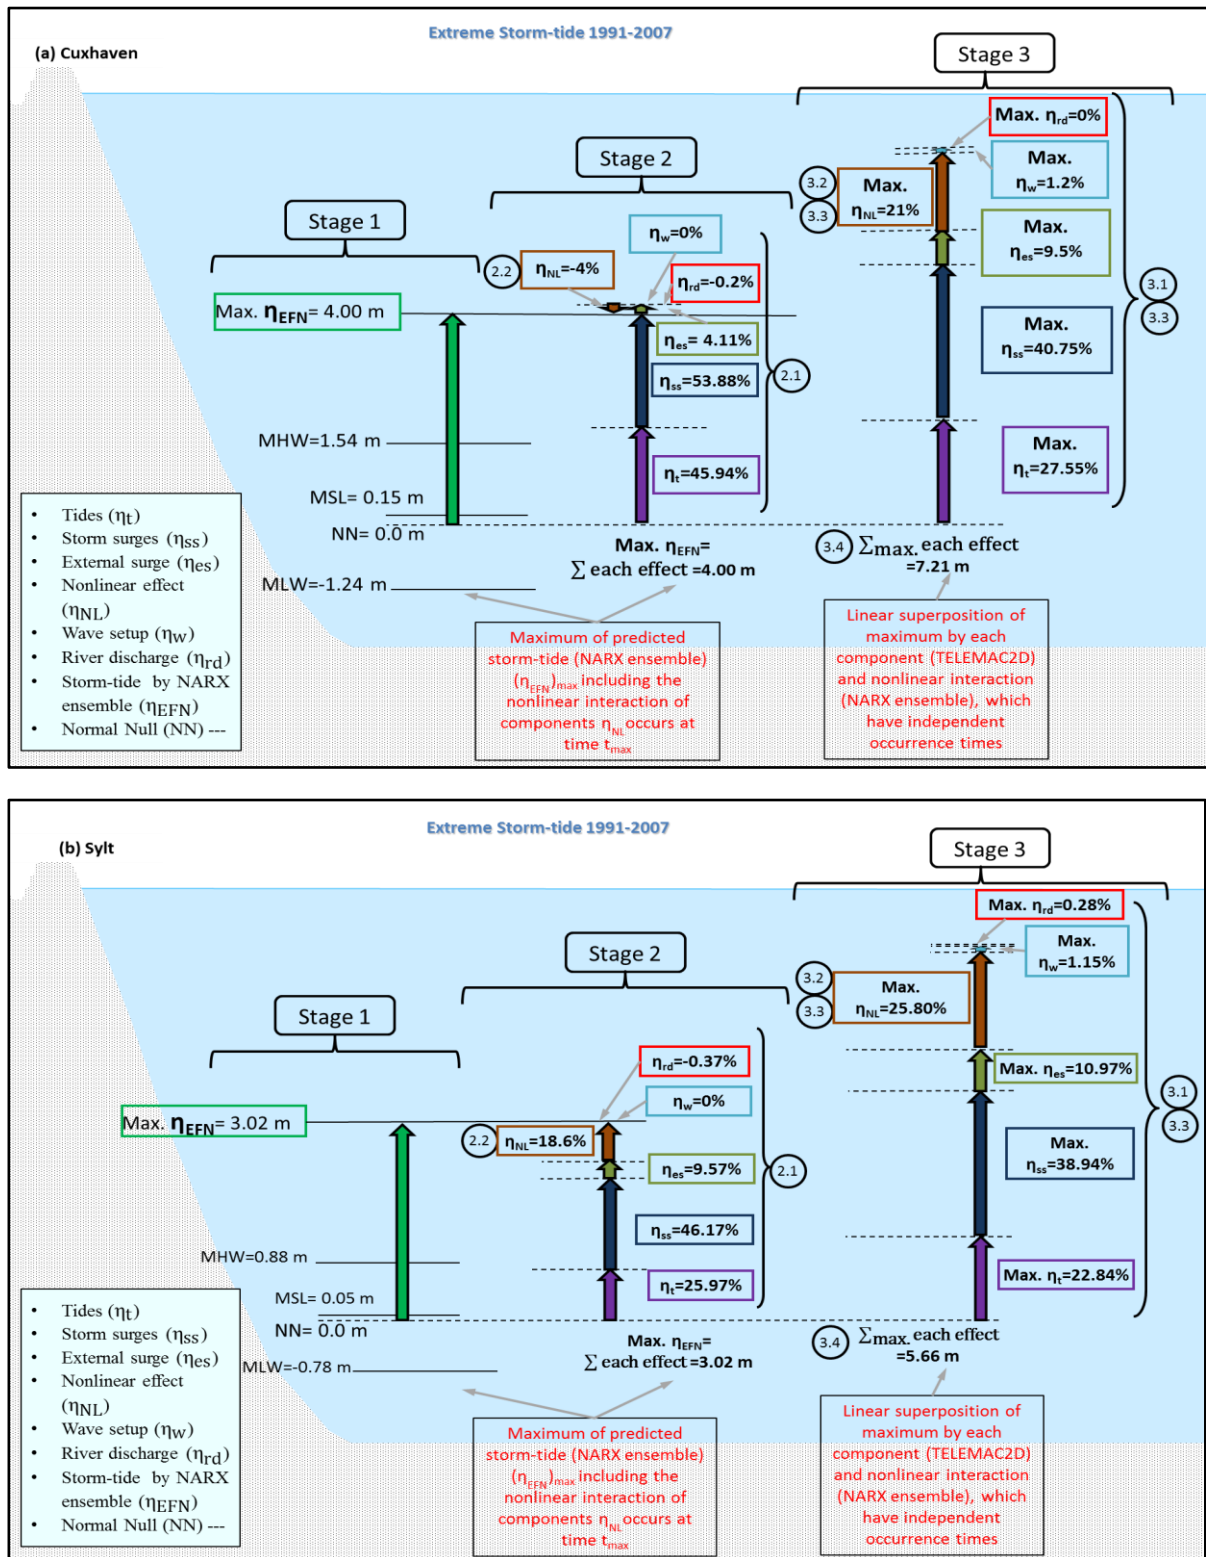 Extreme Storm-tide 1991-2007
(a) Cuxhaven
Stage 3
Max. ηrd=0%
Stage 2
Max.
ηw=1.2%
3.2
3.3
Max.
ηNL=21%
Stage 1
ηw=0%
Max.
ηes=9.5%
2.2
ηNL=-4%
ηrd=-0.2%
3.1
3.3
Max. ηEFN= 4.00 m
ηes= 4.11%
Max.
ηss=40.75%
ηss=53.88%
2.1
MHW=1.54 m
Max.
ηt=27.55%
ηt=45.94%
MSL= 0.15 m
NN= 0.0 m
MLW=-1.24 m
Max. ηEFN=
∑ each effect =4.00 m
3.4
∑max. each effect
=7.21 m
• Tides (ηt)
• Storm surges (ηss)
• External surge (ηes)
• Nonlinear effect
(ηNL)
• Wave setup (ηw)
• River discharge (ηrd)
• Storm-tide by NARX
ensemble (ηEFN)
• Normal Null (NN) ---
Maximum of predicted
storm-tide (NARX ensemble)
(ηEFN)max including the
nonlinear interaction of
components ηNL occurs at
time tmax
Linear superposition of
maximum by each
component (TELEMAC2D)
and nonlinear interaction
(NARX ensemble), which
have independent
occurrence times
Extreme Storm-tide 1991-2007
(b) Sylt
Stage 3
Max. ηrd=0.28%
Stage 2
Max.
ηw=1.15%
3.2
3.3
Max.
ηNL=25.80%
Stage 1
ηrd=-0.37%
Max. ηes=10.97%
ηw=0%
3.1
3.3
Max. ηEFN= 3.02 m
2.2
ηNL=18.6%
ηes=9.57%
2.1
Max.
ηss=38.94%
ηss=46.17%
MHW=0.88 m
ηt=25.97%
Max. ηt=22.84%
MSL= 0.05 m
NN= 0.0 m
MLW=-0.78 m
Max. ηEFN=
∑ each effect =3.02 m
3.4
∑max. each effect
=5.66 m
• Tides (ηt)
• Storm surges (ηss)
• External surge (ηes)
• Nonlinear effect
(ηNL)
• Wave setup (ηw)
• River discharge (ηrd)
• Storm-tide by NARX
ensemble (ηEFN)
• Normal Null (NN) ---
Maximum of predicted
storm-tide (NARX ensemble)
(ηEFN)max including the
nonlinear interaction of
components ηNL occurs at
time tmax
Linear superposition of
maximum by each
component (TELEMAC2D)
and nonlinear interaction
(NARX ensemble), which
have independent
occurrence times